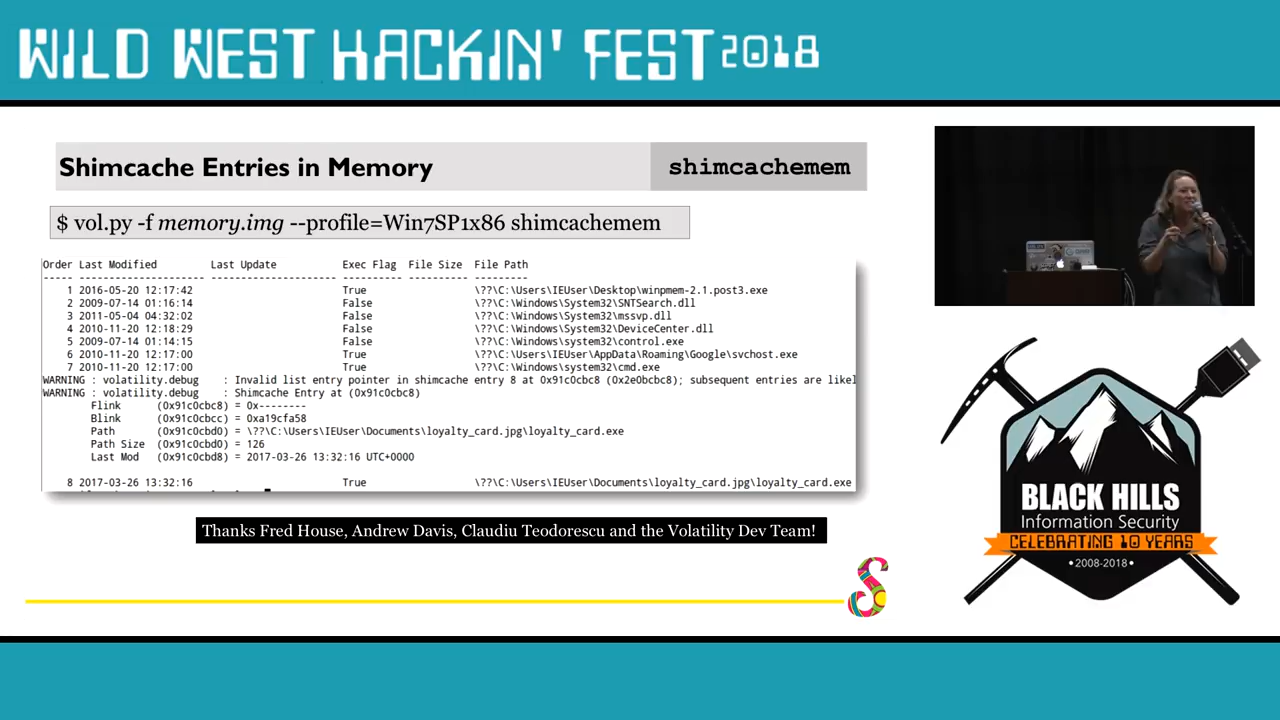 WILD WEST HACKIN' FEST 2018
Shimcache Entries in Memory
shimcachemem
$ vol.py -f memory.img --profile=Win7SP1x86 shimcachemem
Order Last Modified Last Update Exec Flag File Size File Path
----- -------------------- -------------------- --------- ---------- ---------
1 2016-05-20 12:17:42 True \??\C:\Users\IEUser\Desktop\winpmem-2.1.post3.exe
2 2009-07-14 01:16:14 False \??\C:\Windows\System32\SNTSearch.dll
3 2011-05-04 04:32:02 False \??\C:\Windows\System32\mssvp.dll
4 2010-11-20 12:18:29 False \??\C:\Windows\System32\DeviceCenter.dll
5 2009-07-14 01:14:15 False \??\C:\Windows\System32\control.exe
6 2010-11-20 12:17:00 True \??\C:\Users\IEUser\AppData\Roaming\Google\svchost.exe
7 2010-11-20 12:17:00 True \??\C:\Windows\System32\cmd.exe
WARNING : volatility.debug : Invalid list entry pointer in shimcache entry 8 at 0x91c0cbc8 (0x2e0bcbc8); subsequent entries are likel
WARNING : volatility.debug : Shimcache Entry at (0x91c0cbc8)
Flink (0x91c0cbc8) = 0x--------
Blink (0x91c0cbcc) = 0xa19cfa58
Path (0x91c0cbd0) = \??\C:\Users\IEUser\Documents\loyalty_card.jpg\loyalty_card.exe
Path Size (0x91c0cbd0) = 126
Last Mod (0x91c0cbd8) = 2017-03-26 13:32:16 UTC+0000
8 2017-03-26 13:32:16 True \??\C:\Users\IEUser\Documents\loyalty_card.jpg\loyalty_card.exe
Thanks Fred House, Andrew Davis, Claudiu Teodorescu and the Volatility Dev Team!
S
BLACK HILLS
Information Security
CELEBRATING 10 YEARS
•2008-2018•